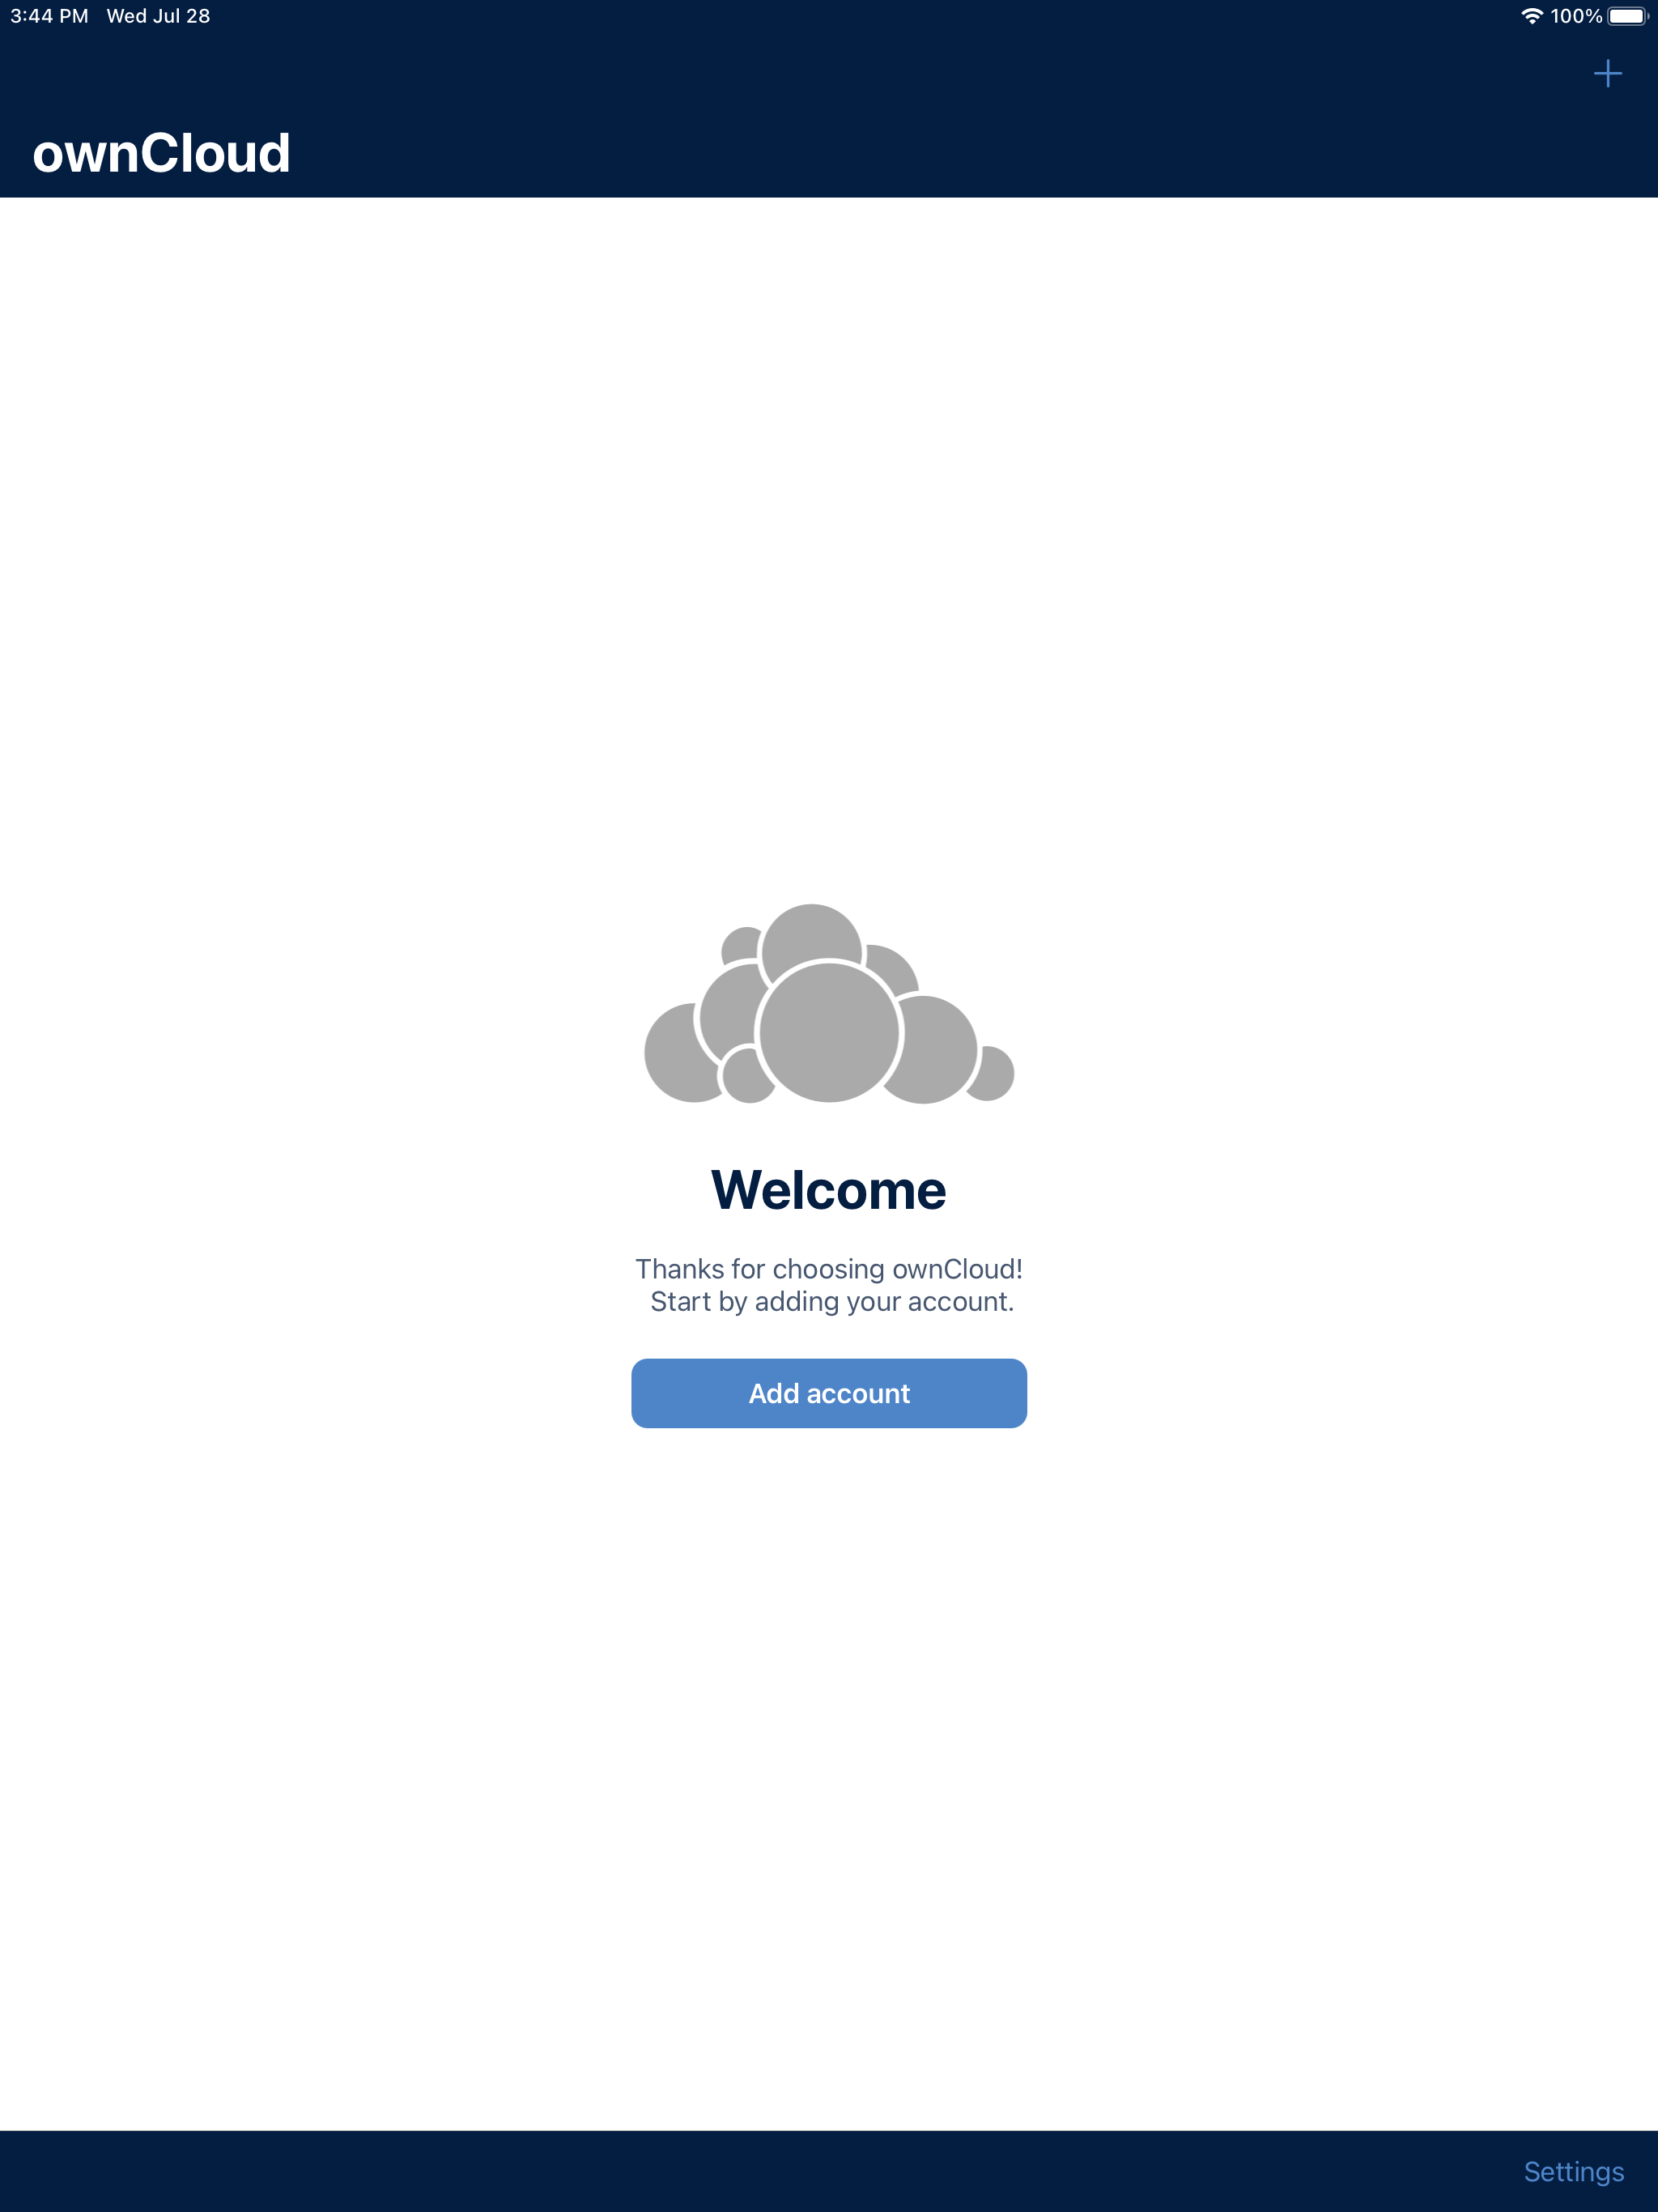 3:44 PM Wed Jul 28 100%
ownCloud
Welcome
Thanks for choosing ownCloud!
Start by adding your account.
Add account
Settings